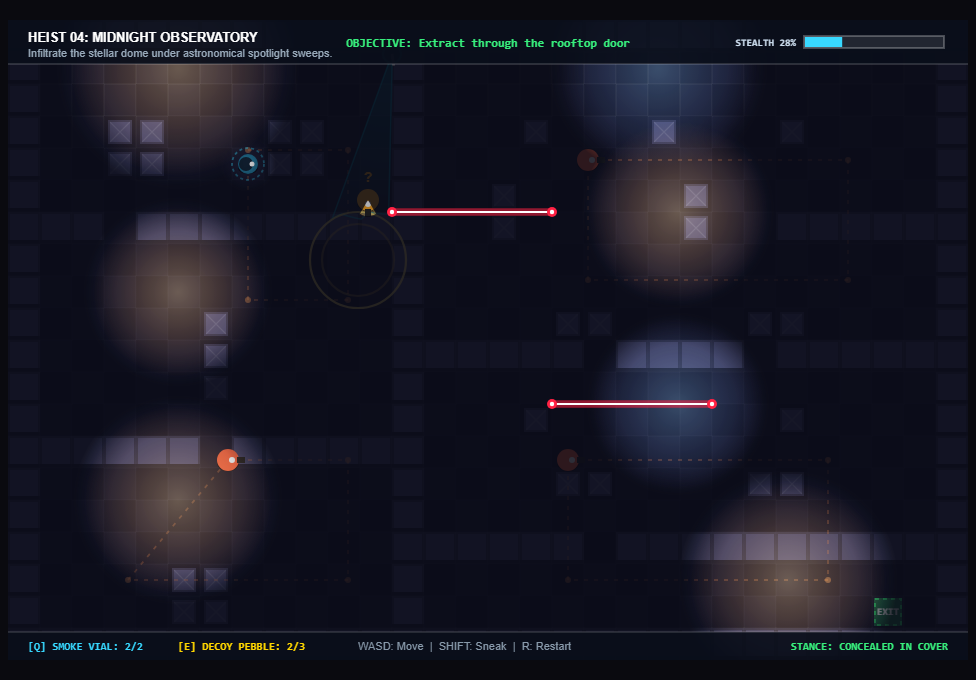 HEIST 04: MIDNIGHT OBSERVATORY
Infiltrate the stellar dome under astronomical spotlight sweeps.
OBJECTIVE: Extract through the rooftop door
STEALTH 28%
?
EXIT
[Q] SMOKE VIAL: 2/2
[E] DECOY PEBBLE: 2/3
WASD: Move | SHIFT: Sneak | R: Restart
STANCE: CONCEALED IN COVER